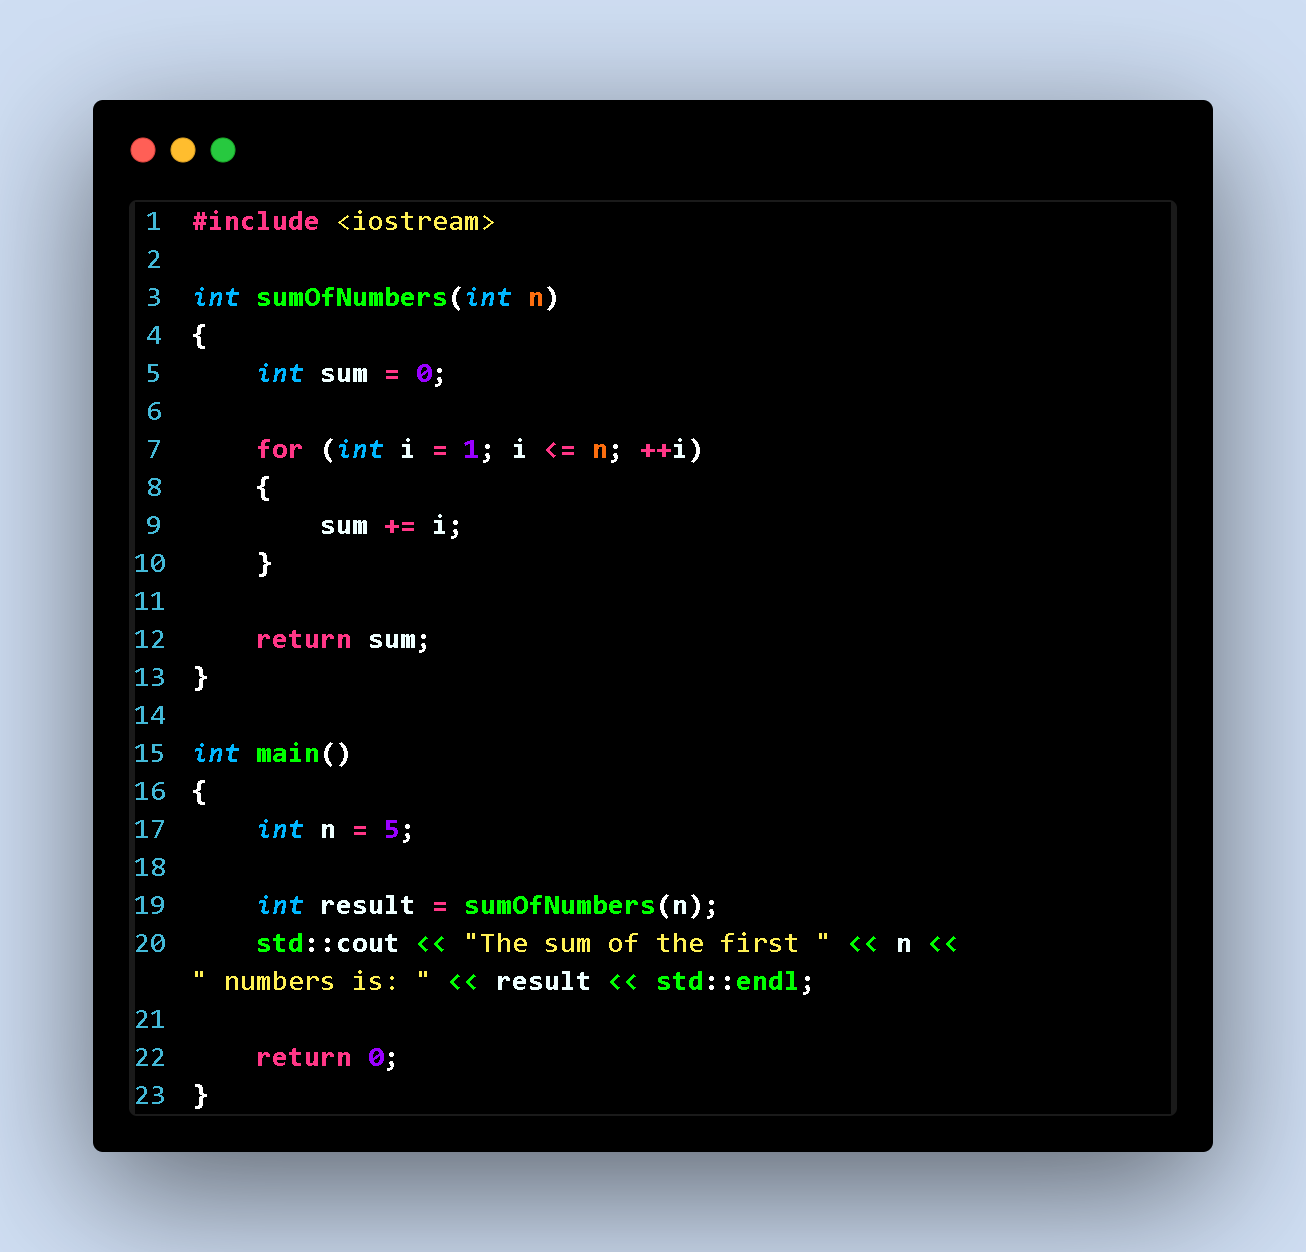 1 #include <iostream>
2
3 int sumOfNumbers(int n)
4 {
5     int sum = 0;
6
7     for (int i = 1; i <= n; ++i)
8     {
9         sum += i;
10     }
11
12     return sum;
13 }
14
15 int main()
16 {
17     int n = 5;
18
19     int result = sumOfNumbers(n);
20     std::cout << "The sum of the first " << n <<
" numbers is: " << result << std::endl;
21
22     return 0;
23 }